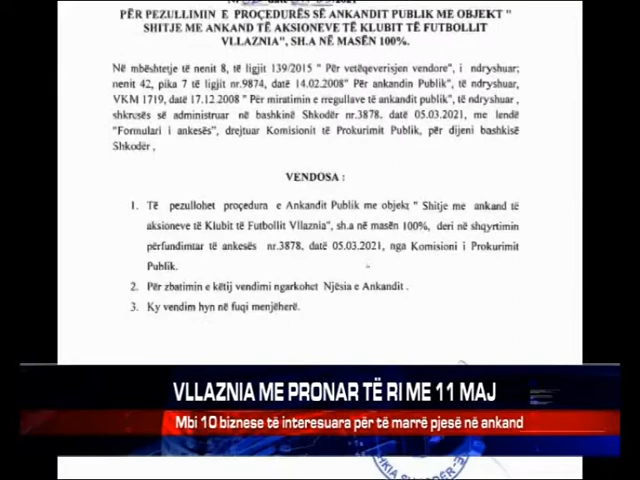 PËR PEZULLIMIN E PROÇEDURËS SË ANKANDIT PUBLIK ME OBJEKT "
SHITJE ME ANKAND TË AKSIONEVE TË KLUBIT TË FUTBOLLIT
VLLAZNIA", SH.A NË MASËN 100%.
Në mbështetje të nenit 8, të ligjit 139/2015 " Për vetëqeverisjen vendore", i ndryshuar;
nenit 42, pika 7 të ligjit nr.9874, datë 14.02.2008" Për ankandin Publik", të ndryshuar,
VKM 1719, datë 17.12.2008 " Për miratimin e rregullave të ankandit publik", të ndryshuar ,
shkrusës së administruar në bashkinë Shkodër nr.3878, datë 05.03.2021, me lëndë
"Formulari i ankesës", drejtuar Komisionit të Prokurimit Publik, për dijeni bashkisë
Shkodër ,
VENDOSA :
1. Të pezullohet proçedura e Ankandit Publik me objekt " Shitje me ankand të
aksioneve të Klubit të Futbollit Vllaznia", sh.a në masën 100%, deri në shqyrtimin
përfundimtar të ankesës nr.3878, datë 05.03.2021, nga Komisioni i Prokurimit
Publik.
2. Për zbatimin e këtij vendimi ngarkohet Njësia e Ankandit .
3. Ky vendim hyn në fuqi menjëherë.
VLLAZNIA ME PRONAR TË RI ME 11 MAJ
Mbi 10 biznese të interesuara për të marrë pjesë në ankand